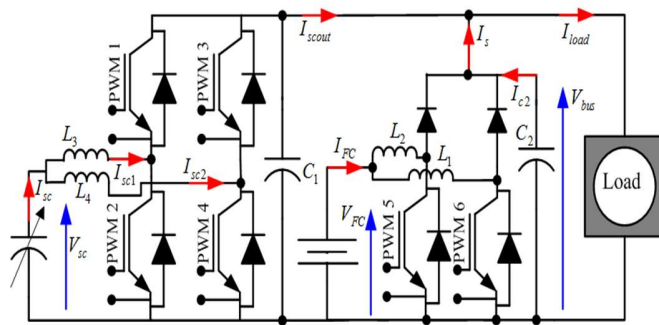 PWM 1
PWM 3
I_scout
I_s
I_load
I_c2
V_bus
L_3
I_sc1
I_sc2
C_1
I_FC
L_2
L_1
C_2
I_sc
L_4
V_sc
PWM 2
PWM 4
V_FC
PWM 5
PWM 6
Load